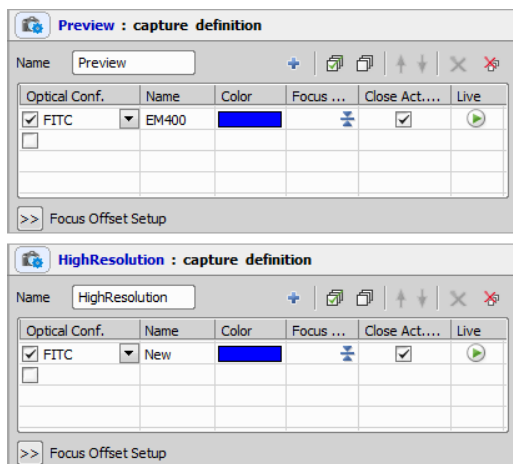 Preview : capture definition
Name Preview
Optical Conf. Name Color Focus ... Close Act.... Live
FITC EM400
>> Focus Offset Setup
HighResolution : capture definition
Name HighResolution
Optical Conf. Name Color Focus ... Close Act.... Live
FITC New
>> Focus Offset Setup